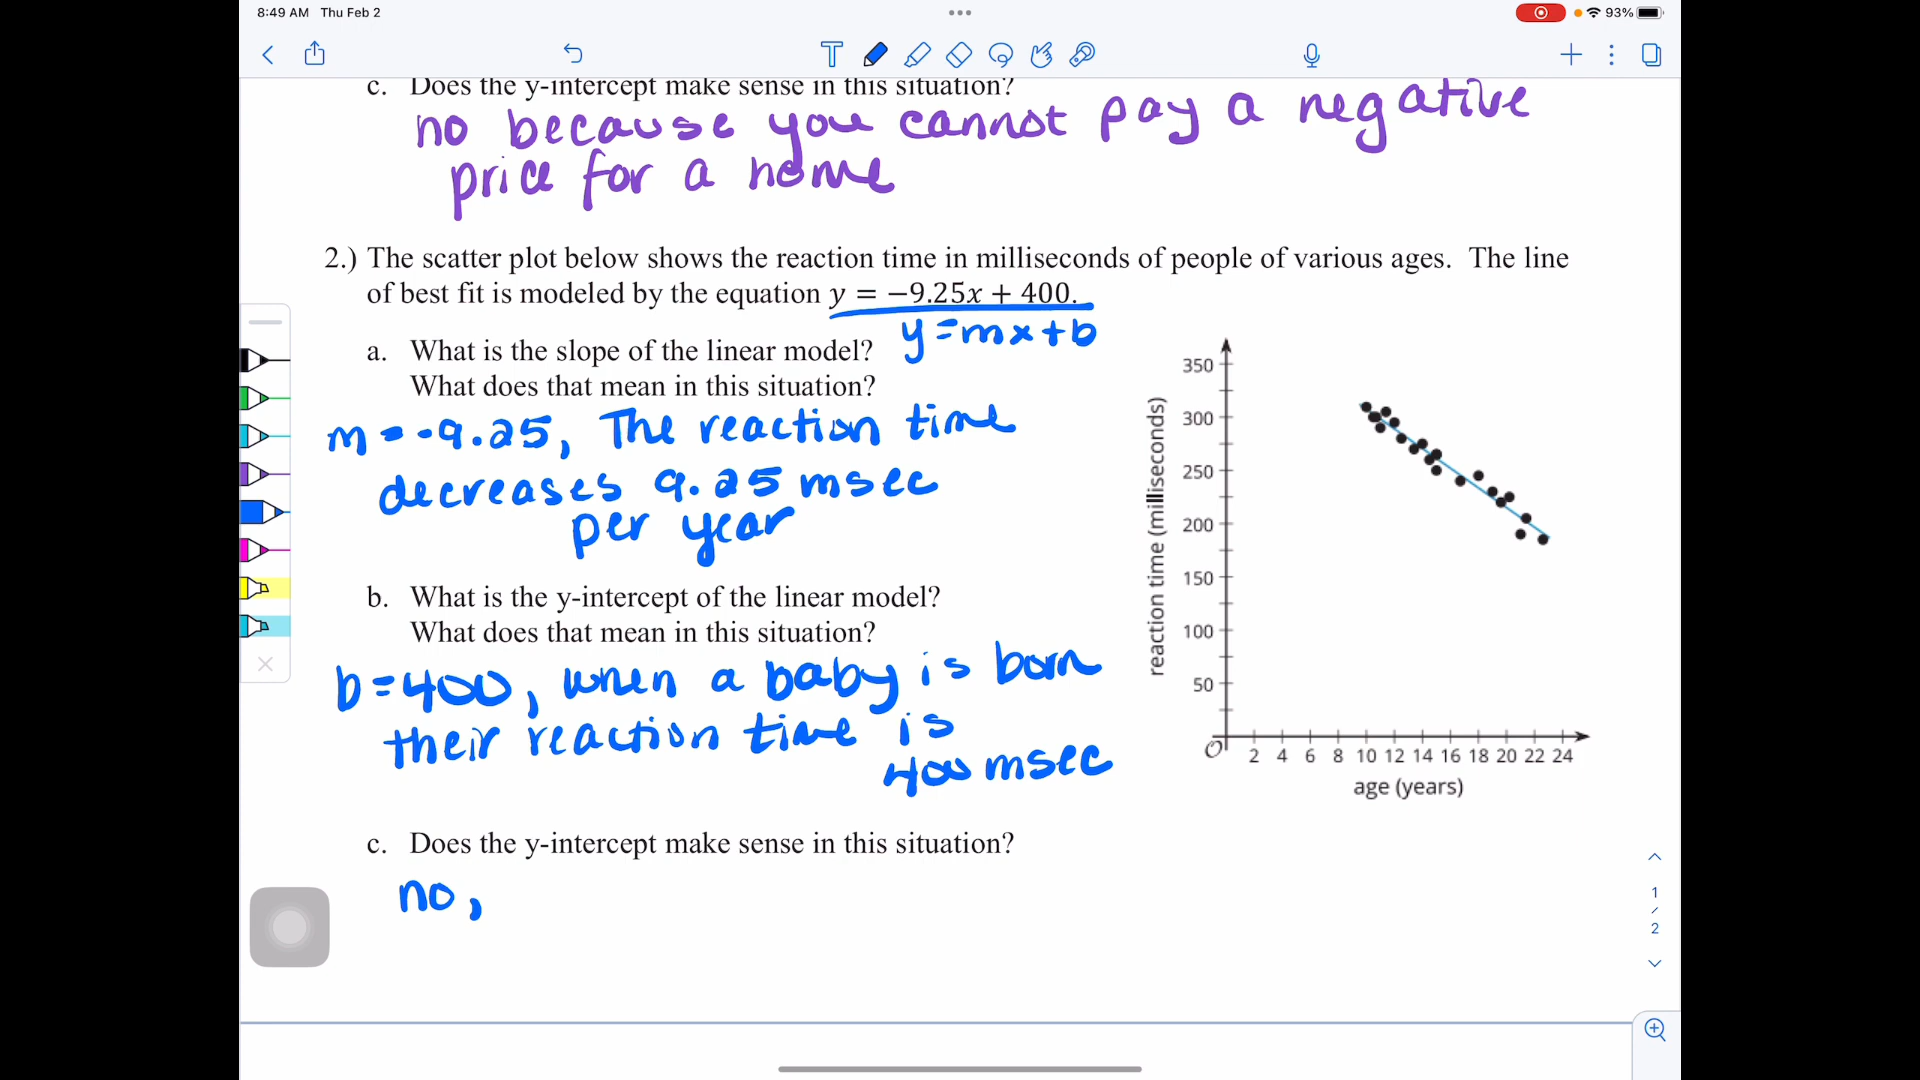 8:49 AM Thu Feb 2
93%
c. Does the y-intercept make sense in this situation?
no because you cannot pay a negative
price for a home
2.) The scatter plot below shows the reaction time in milliseconds of people of various ages. The line
of best fit is modeled by the equation y = −9.25x + 400.
y=mx+b
a. What is the slope of the linear model?
What does that mean in this situation?
m=-9.25, The reaction time
decreases 9.25 msec
per year
b. What is the y-intercept of the linear model?
What does that mean in this situation?
b=400, when a baby is born
their reaction time is
400 msec
c. Does the y-intercept make sense in this situation?
no,
reaction time (milliseconds)
350
300
250
200
150
100
50
O
2 4 6 8 10 12 14 16 18 20 22 24
age (years)
1
/
2